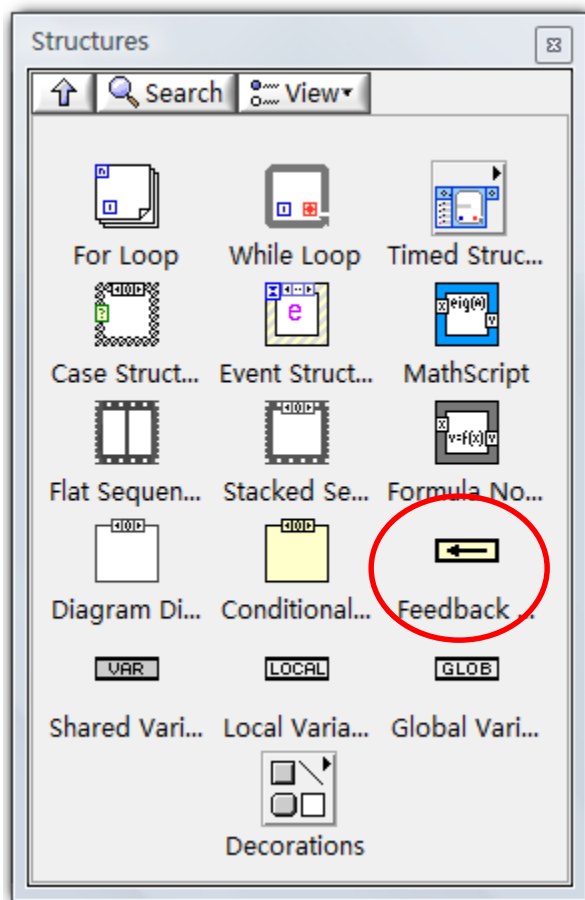 Structures
Search View
For Loop While Loop Timed Struc...
Case Struct... Event Struct... MathScript
Flat Sequen... Stacked Se... Formula No...
Diagram Di... Conditional... Feedback ...
VAR LOCAL GLOB
Shared Vari... Local Varia... Global Vari...
Decorations